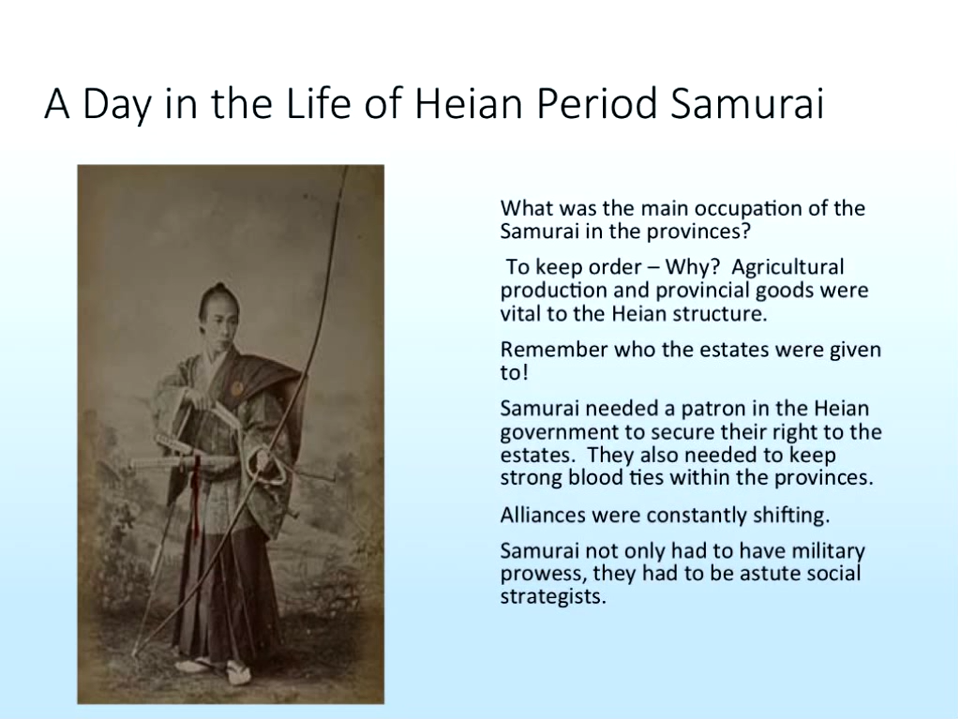 A Day in the Life of Heian Period Samurai
What was the main occupation of the
Samurai in the provinces?
To keep order – Why?  Agricultural
production and provincial goods were
vital to the Heian structure.
Remember who the estates were given
to!
Samurai needed a patron in the Heian
government to secure their right to the
estates.  They also needed to keep
strong blood ties within the provinces.
Alliances were constantly shifting.
Samurai not only had to have military
prowess, they had to be astute social
strategists.